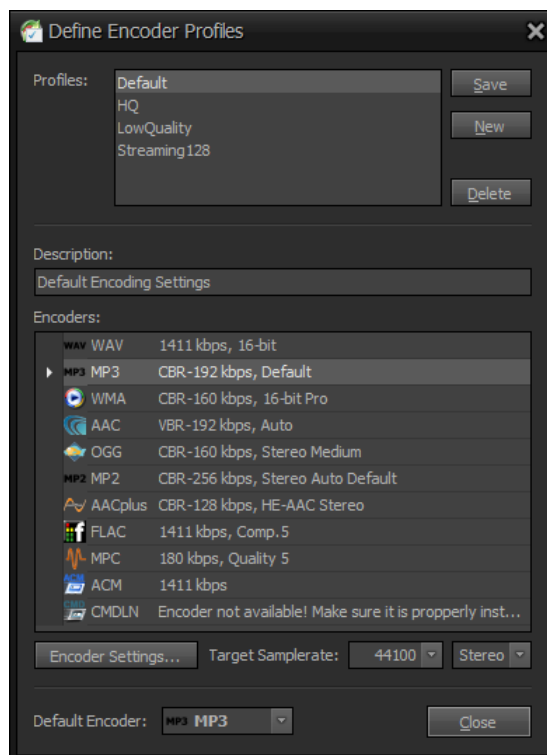 Define Encoder Profiles
Profiles:
Default
HQ
LowQuality
Streaming128
Save
New
Delete
Description:
Default Encoding Settings
Encoders:
WAV WAV 1411 kbps, 16-bit
MP3 MP3 CBR-192 kbps, Default
WMA CBR-160 kbps, 16-bit Pro
AAC VBR-192 kbps, Auto
OGG CBR-160 kbps, Stereo Medium
MP2 MP2 CBR-256 kbps, Stereo Auto Default
AACplus CBR-128 kbps, HE-AAC Stereo
FLAC 1411 kbps, Comp.5
MPC 180 kbps, Quality 5
ACM ACM 1411 kbps
CMD CMDLN Encoder not available! Make sure it is propperly inst...
Encoder Settings... Target Samplerate: 44100 Stereo
Default Encoder: MP3 MP3 Close